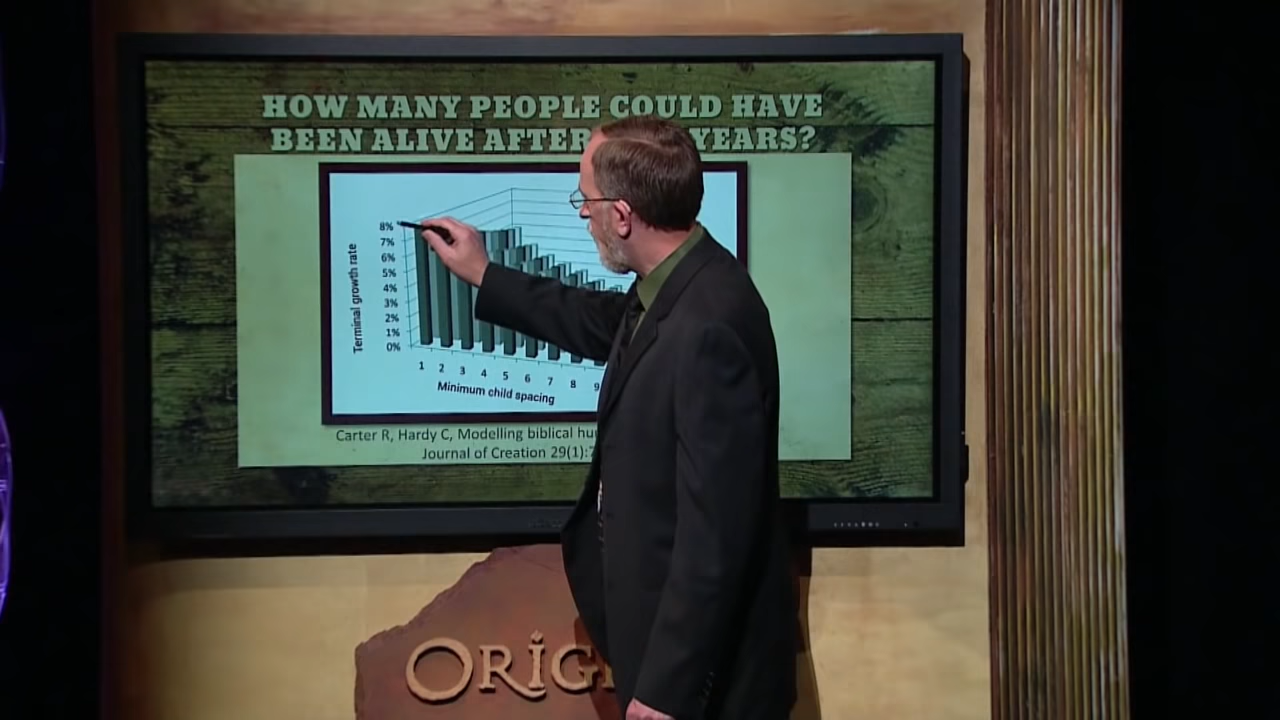 HOW MANY PEOPLE COULD HAVE
BEEN ALIVE AFTER YEARS?
8%
7%
6%
5%
4%
3%
2%
1%
0%
Terminal growth rate
1 2 3 4 5 6 7 8 9
Minimum child spacing
Carter R, Hardy C, Modelling biblical
Journal of Creation 29(1):